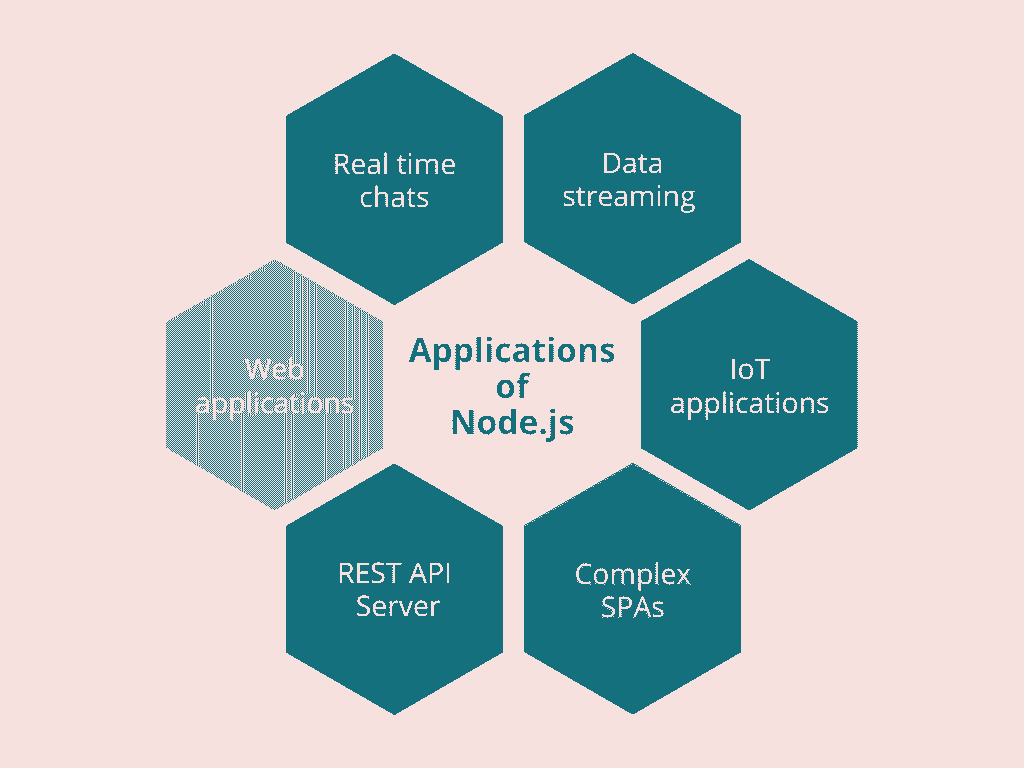 Real time
chats
Data
streaming
Web
applications
Applications
of
Node.js
IoT
applications
REST API
Server
Complex
SPAs